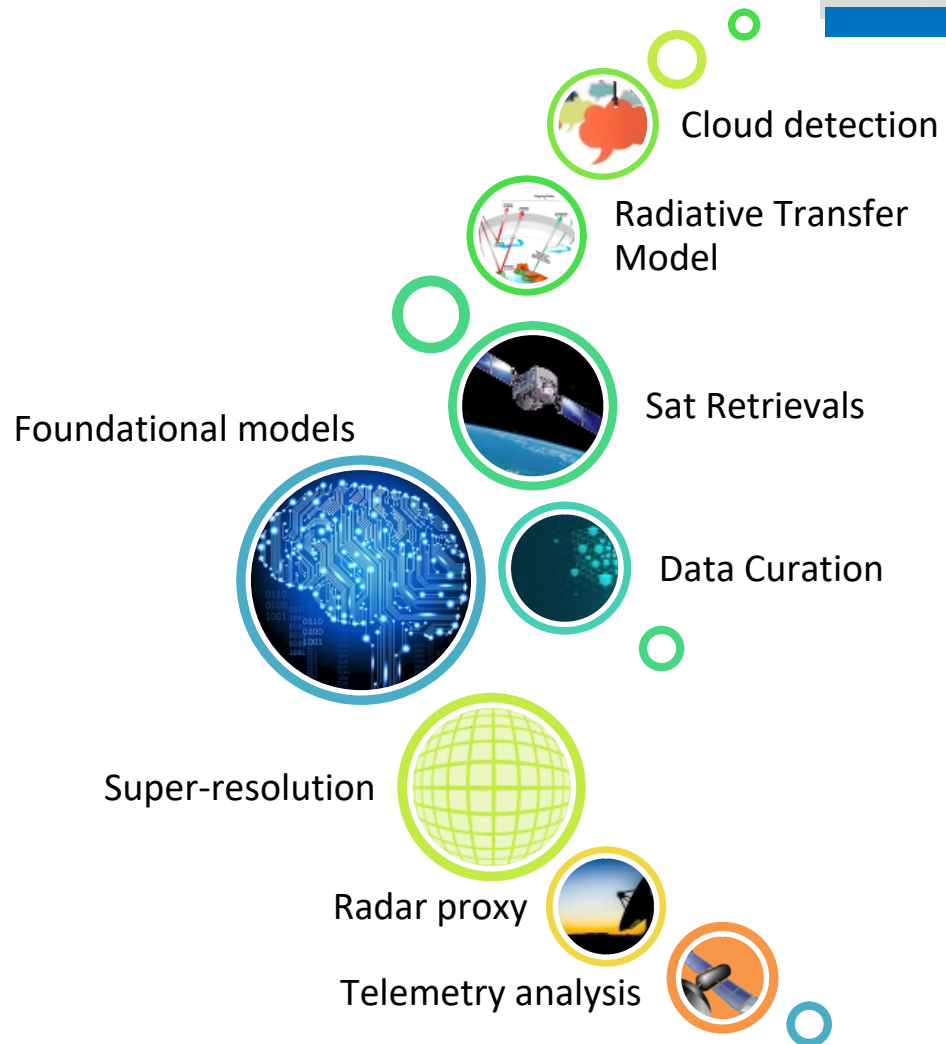 Cloud detection
Radiative Transfer
Model
Sat Retrievals
Foundational models
Data Curation
Super-resolution
Radar proxy
Telemetry analysis